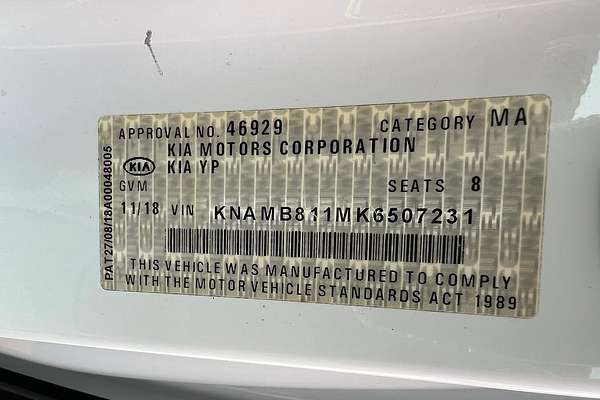 APPROVAL NO. 46929 CATEGORY MA
KIA MOTORS CORPORATION
KIA KIA YP
GVM SEATS 8
11/18 VIN KNAMB811MK6507231
THIS VEHICLE WAS MANUFACTURED TO COMPLY
WITH THE MOTOR VEHICLE STANDARDS ACT 1989
PAT27/08/18A00048005